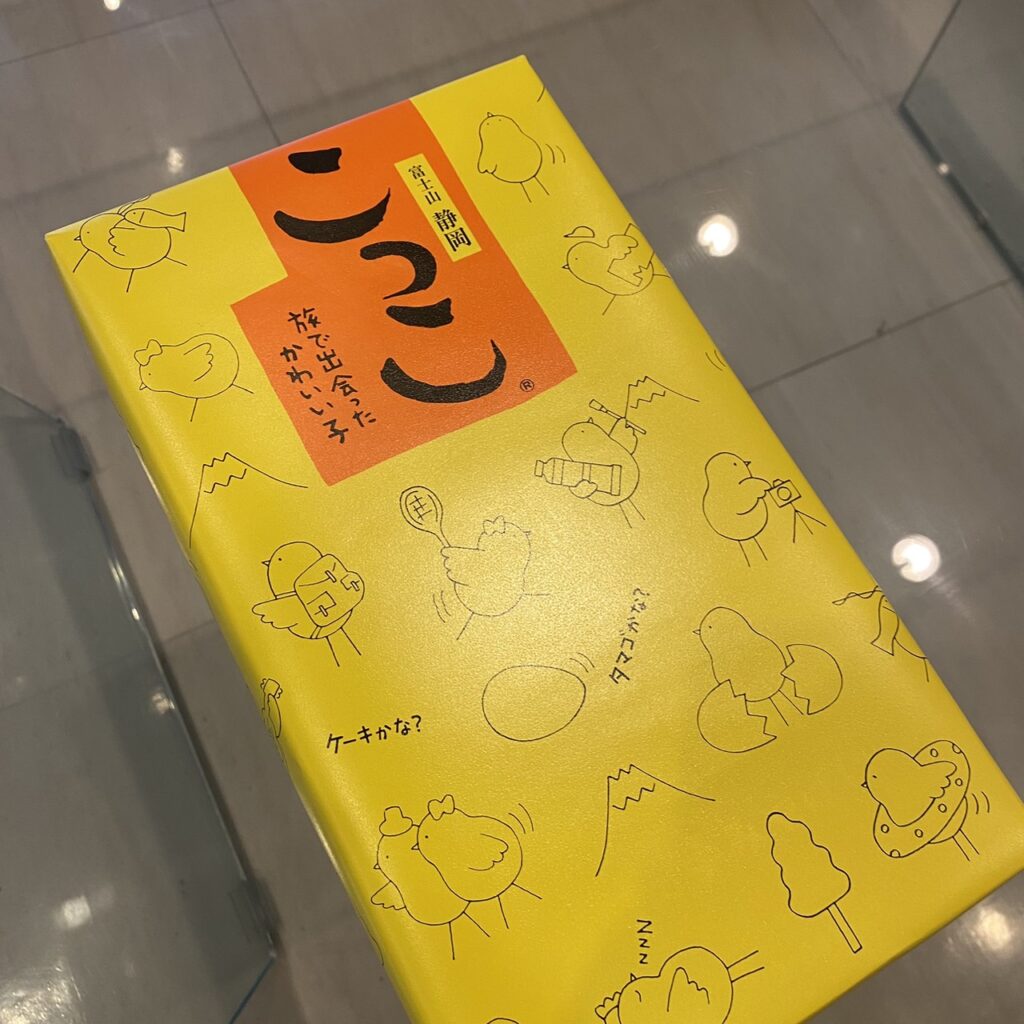 こっこ
富士山 静岡
旅で出会った
かわいい子
®
タマゴかな?
ケーキかな?
zzz